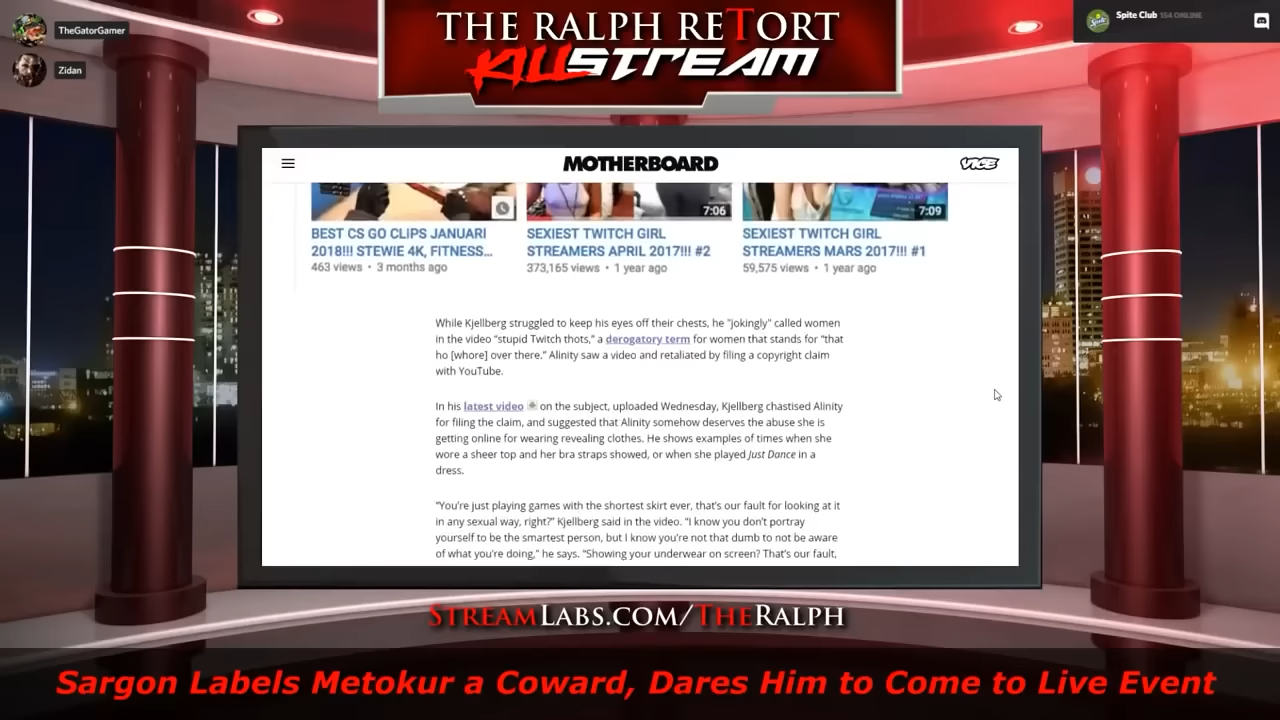 TheGatorGamer
Zidan
THE RALPH RETORT
KILLSTREAM
Spite Club 154 ONLINE
MOTHERBOARD
VICE
7:06
7:09
BEST CS GO CLIPS JANUARI
2018!!! STEWIE 4K, FITNESS...
463 views • 3 months ago
SEXIEST TWITCH GIRL
STREAMERS APRIL 2017!!! #2
373,165 views • 1 year ago
SEXIEST TWITCH GIRL
STREAMERS MARS 2017!!! #1
59,575 views • 1 year ago
While Kjellberg struggled to keep his eyes off their chests, he "jokingly" called women
in the video “stupid Twitch thots,” a derogatory term for women that stands for “that
ho [whore] over there.” Alinity saw a video and retaliated by filing a copyright claim
with YouTube.
In his latest video on the subject, uploaded Wednesday, Kjellberg chastised Alinity
for filing the claim, and suggested that Alinity somehow deserves the abuse she is
getting online for wearing revealing clothes. He shows examples of times when she
wore a sheer top and her bra straps showed, or when she played Just Dance in a
dress.
“You’re just playing games with the shortest skirt ever, that’s our fault for looking at it
in any sexual way, right?” Kjellberg said in the video. “I know you don’t portray
yourself to be the smartest person, but I know you’re not that dumb to not be aware
of what you’re doing,” he says. “Showing your underwear on screen? That’s our fault,
STREAMLABS.COM/THERALPH
Sargon Labels Metokur a Coward, Dares Him to Come to Live Event